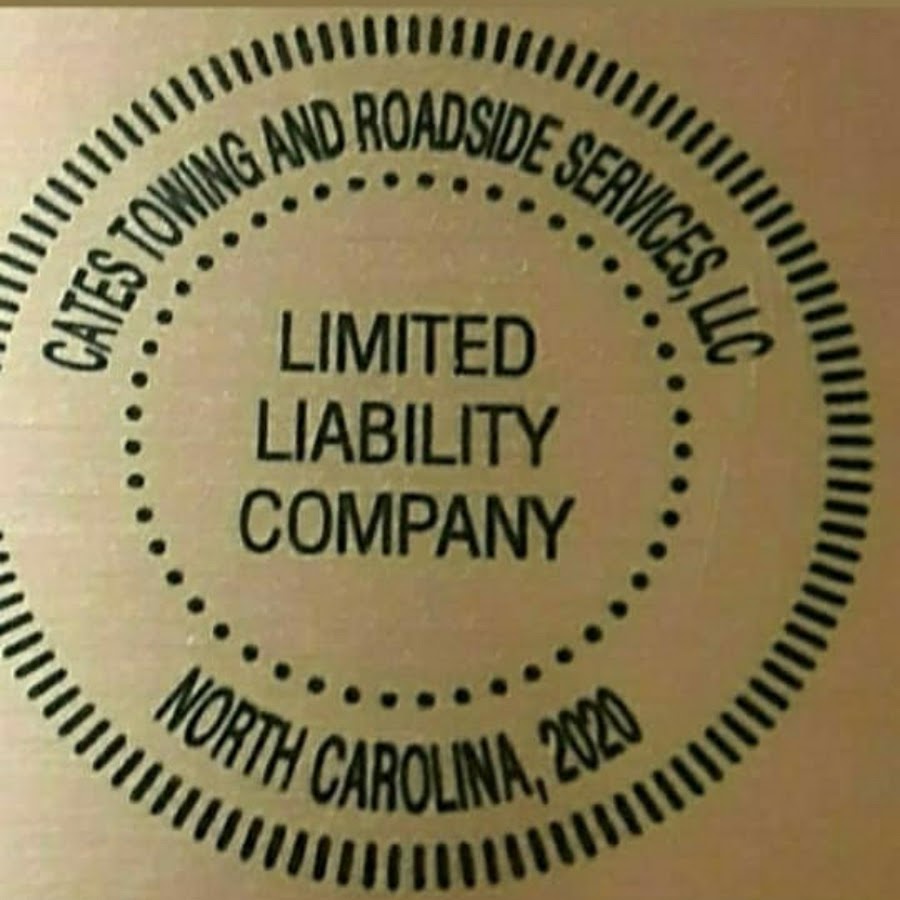 CATES TOWING AND ROADSIDE SERVICES, LLC
LIMITED
LIABILITY
COMPANY
NORTH CAROLINA, 2020